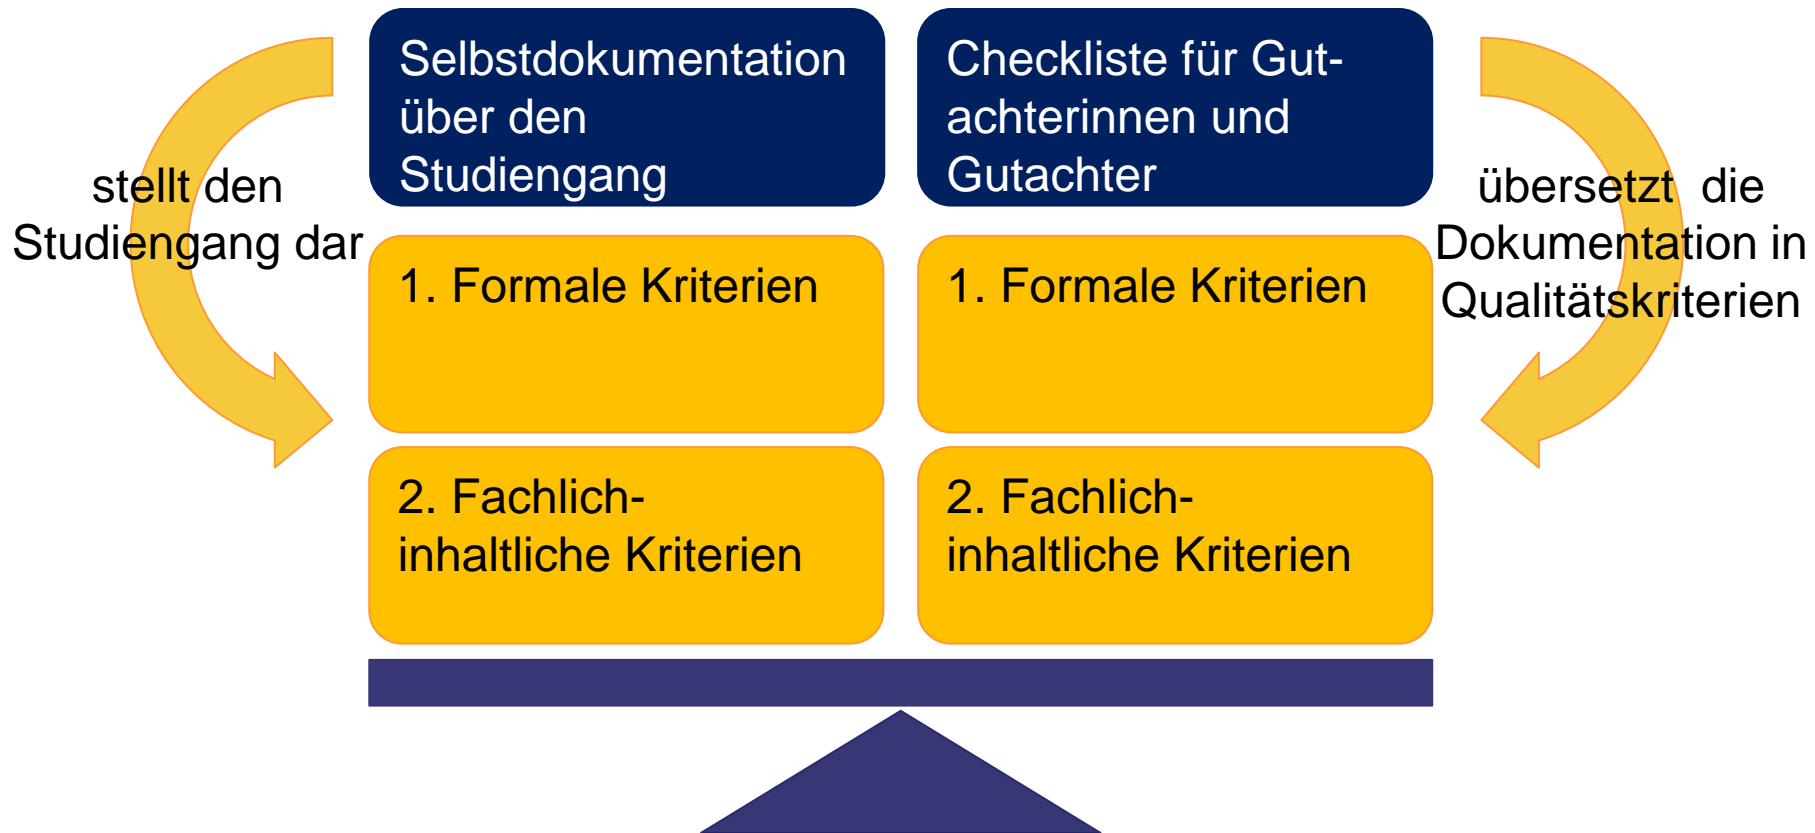 Selbstdokumentation
über den
Studiengang
Checkliste für Gut-
achterinnen und
Gutachter
stellt den
Studiengang dar
übersetzt  die
Dokumentation in
Qualitätskriterien
1. Formale Kriterien
1. Formale Kriterien
2. Fachlich-
inhaltliche Kriterien
2. Fachlich-
inhaltliche Kriterien